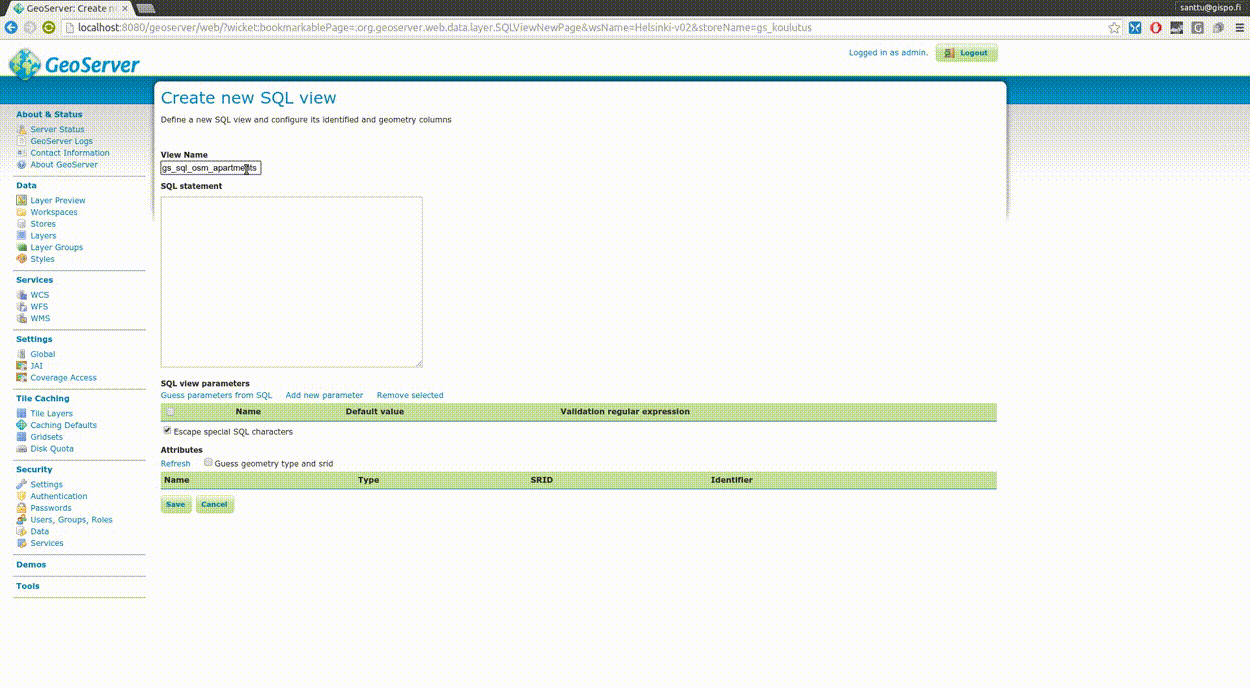 GeoServer: Create n
santtu@gispo.fi
localhost:8080/geoserver/web/?wicket:bookmarkablePage=:org.geoserver.web.data.layer.SQLViewNewPage&wsName=Helsinki-v02&storeName=gs_koulutus
GeoServer
Logged in as admin.
Logout
About & Status
Server Status
GeoServer Logs
Contact Information
About GeoServer
Data
Layer Preview
Workspaces
Stores
Layers
Layer Groups
Styles
Services
WCS
WFS
WMS
Settings
Global
JAI
Coverage Access
Tile Caching
Tile Layers
Caching Defaults
Gridsets
Disk Quota
Security
Settings
Authentication
Passwords
Users, Groups, Roles
Data
Services
Demos
Tools
Create new SQL view
Define a new SQL view and configure its identified and geometry columns
View Name
gs_sql_osm_apartments
SQL statement
SQL view parameters
Guess parameters from SQL Add new parameter Remove selected
Name Default value Validation regular expression
Escape special SQL characters
Attributes
Refresh Guess geometry type and srid
Name Type SRID Identifier
Save Cancel